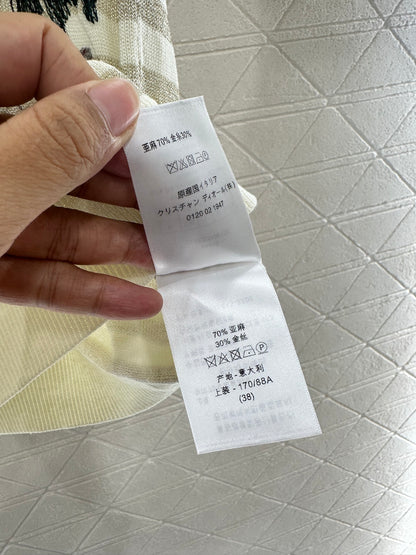 亜麻70% 金糸30%
原産国イタリア
クリスチャン ディオール(株)
0120 02 1947
70% 亚麻
30% 金丝
产地 - 意大利
上装 - 170/88A
(38)